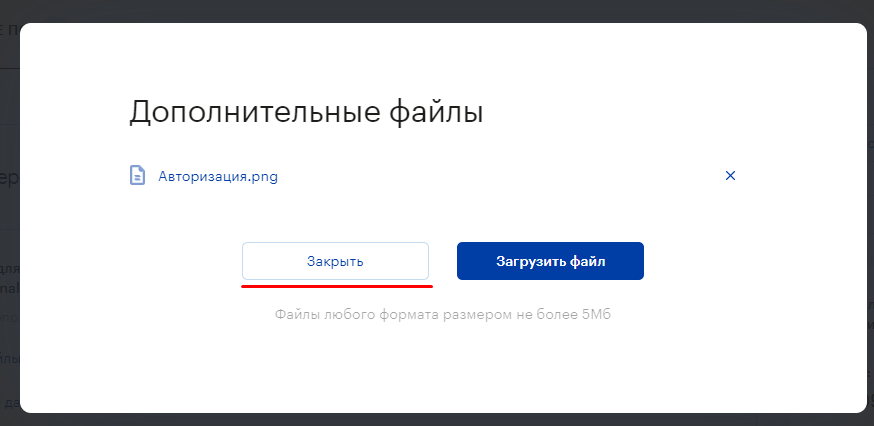 Дополнительные файлы
Авторизация.png
Закрыть
Загрузить файл
Файлы любого формата размером не более 5Мб